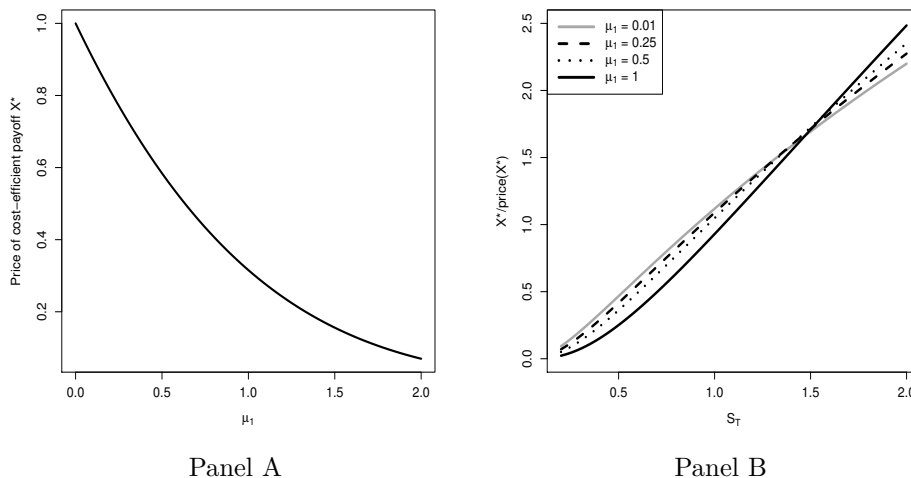 Price of cost−efficient payoff X*
1.0
0.8
0.6
0.4
0.2
0.0 0.5 1.0 1.5 2.0
μ₁
Panel A
X*/price(X*)
2.5
2.0
1.5
1.0
0.5
0.0
μ₁ = 0.01
μ₁ = 0.25
μ₁ = 0.5
μ₁ = 1
0.5 1.0 1.5 2.0
S_T
Panel B